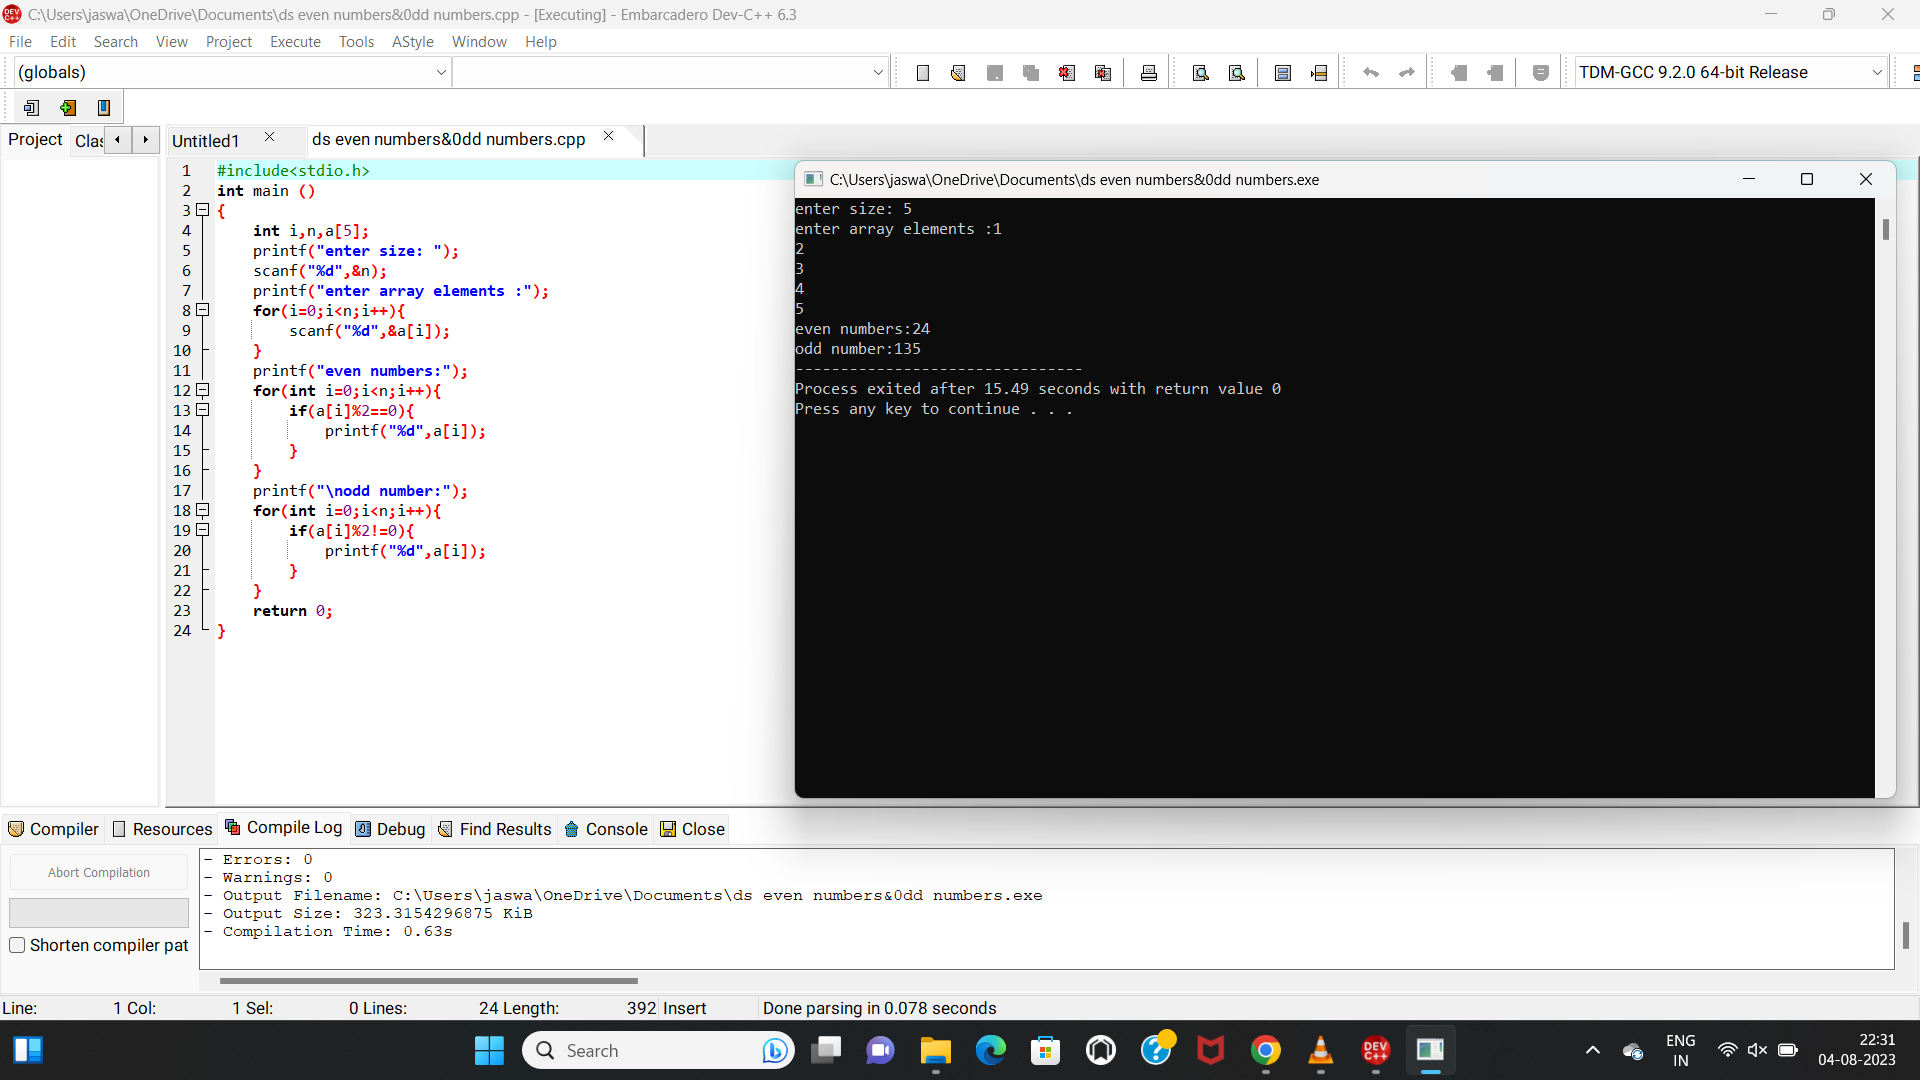 C:\Users\jaswa\OneDrive\Documents\ds even numbers&0dd numbers.cpp - [Executing] - Embarcadero Dev-C++ 6.3
File Edit Search View Project Execute Tools AStyle Window Help
(globals)
TDM-GCC 9.2.0 64-bit Release
Project Clas
Untitled1 ds even numbers&0dd numbers.cpp
1 #include<stdio.h>
2 int main ()
3 {
4 int i,n,a[5];
5 printf("enter size: ");
6 scanf("%d",&n);
7 printf("enter array elements :");
8 for(i=0;i<n;i++){
9 scanf("%d",&a[i]);
10 }
11 printf("even numbers:");
12 for(int i=0;i<n;i++){
13 if(a[i]%2==0){
14 printf("%d",a[i]);
15 }
16 }
17 printf("\nodd number:");
18 for(int i=0;i<n;i++){
19 if(a[i]%2!=0){
20 printf("%d",a[i]);
21 }
22 }
23 return 0;
24 }
C:\Users\jaswa\OneDrive\Documents\ds even numbers&0dd numbers.exe
enter size: 5
enter array elements :1
2
3
4
5
even numbers:24
odd number:135
--------------------------------
Process exited after 15.49 seconds with return value 0
Press any key to continue . . .
Compiler Resources Compile Log Debug Find Results Console Close
Abort Compilation
Shorten compiler pat
- Errors: 0
- Warnings: 0
- Output Filename: C:\Users\jaswa\OneDrive\Documents\ds even numbers&0dd numbers.exe
- Output Size: 323.3154296875 KiB
- Compilation Time: 0.63s
Line: 1 Col: 1 Sel: 0 Lines: 24 Length: 392 Insert Done parsing in 0.078 seconds
Search
DEV C++
ENG
IN
22:31
04-08-2023